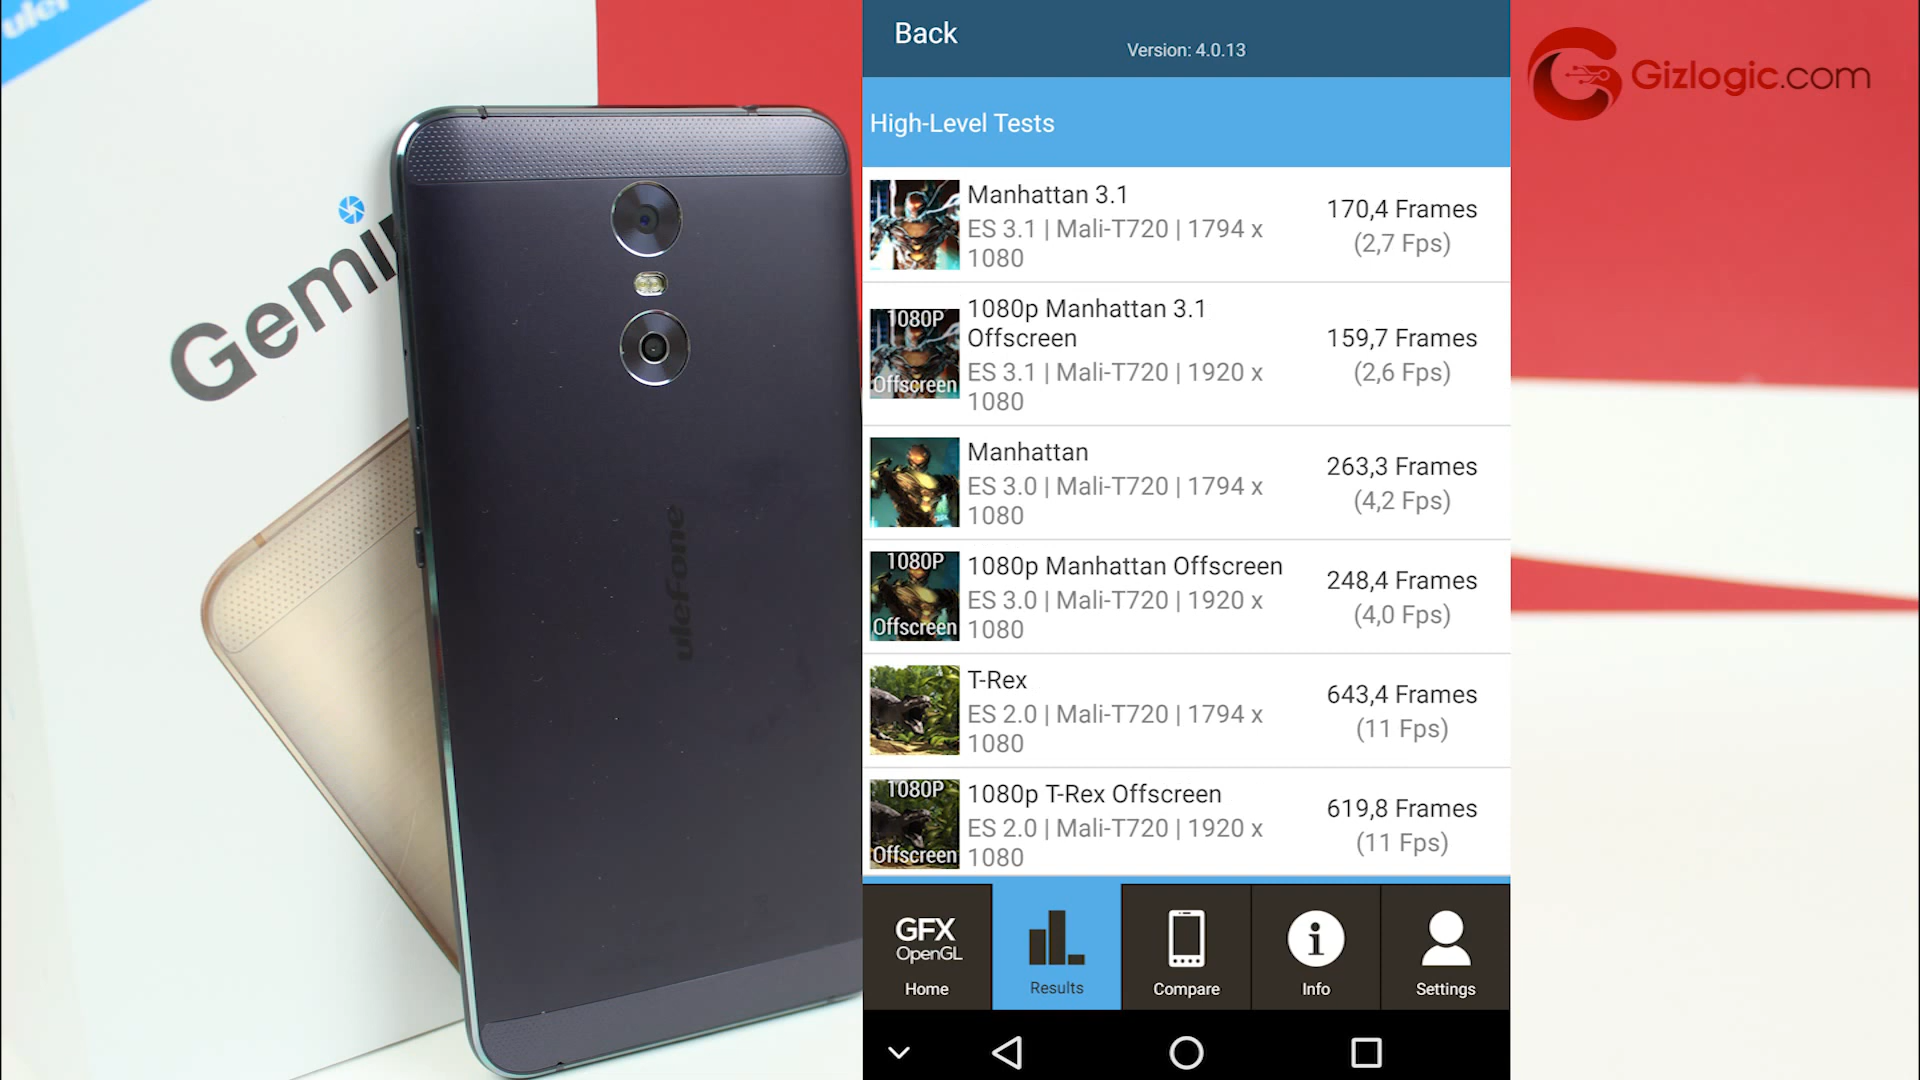 Gemini
ulefone
Back
Version: 4.0.13
High-Level Tests
Manhattan 3.1
ES 3.1 | Mali-T720 | 1794 x
1080
170,4 Frames
(2,7 Fps)
1080P
Offscreen
1080p Manhattan 3.1
Offscreen
ES 3.1 | Mali-T720 | 1920 x
1080
159,7 Frames
(2,6 Fps)
Manhattan
ES 3.0 | Mali-T720 | 1794 x
1080
263,3 Frames
(4,2 Fps)
1080P
Offscreen
1080p Manhattan Offscreen
ES 3.0 | Mali-T720 | 1920 x
1080
248,4 Frames
(4,0 Fps)
T-Rex
ES 2.0 | Mali-T720 | 1794 x
1080
643,4 Frames
(11 Fps)
1080P
Offscreen
1080p T-Rex Offscreen
ES 2.0 | Mali-T720 | 1920 x
1080
619,8 Frames
(11 Fps)
GFX
OpenGL
Home
Results
Compare
Info
Settings
Gizlogic.com